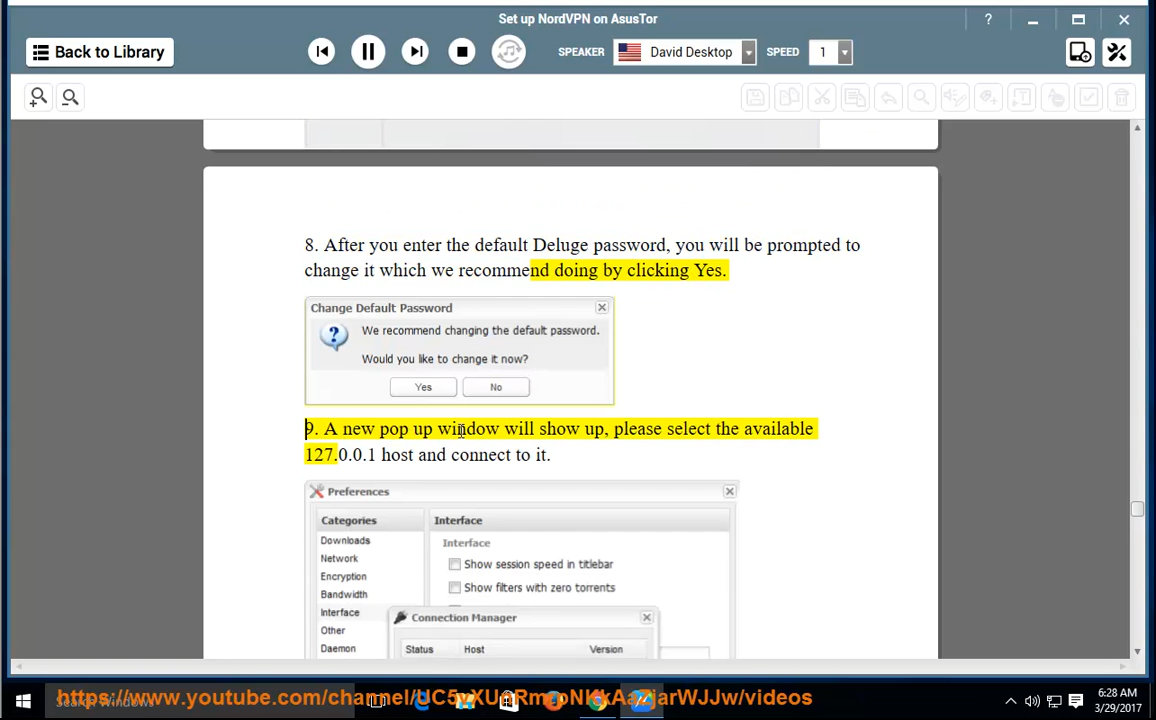 Set up NordVPN on AsusTor
?
Back to Library
SPEAKER David Desktop SPEED 1
8. After you enter the default Deluge password, you will be prompted to
change it which we recommend doing by clicking Yes.
Change Default Password
We recommend changing the default password.
Would you like to change it now?
Yes No
9. A new pop up window will show up, please select the available
127.0.0.1 host and connect to it.
Preferences
Categories Interface
Downloads Interface
Network Show session speed in titlebar
Encryption Show filters with zero torrents
Bandwidth
Interface
Connection Manager
Other
Daemon Status Host Version
6:28 AM
3/29/2017